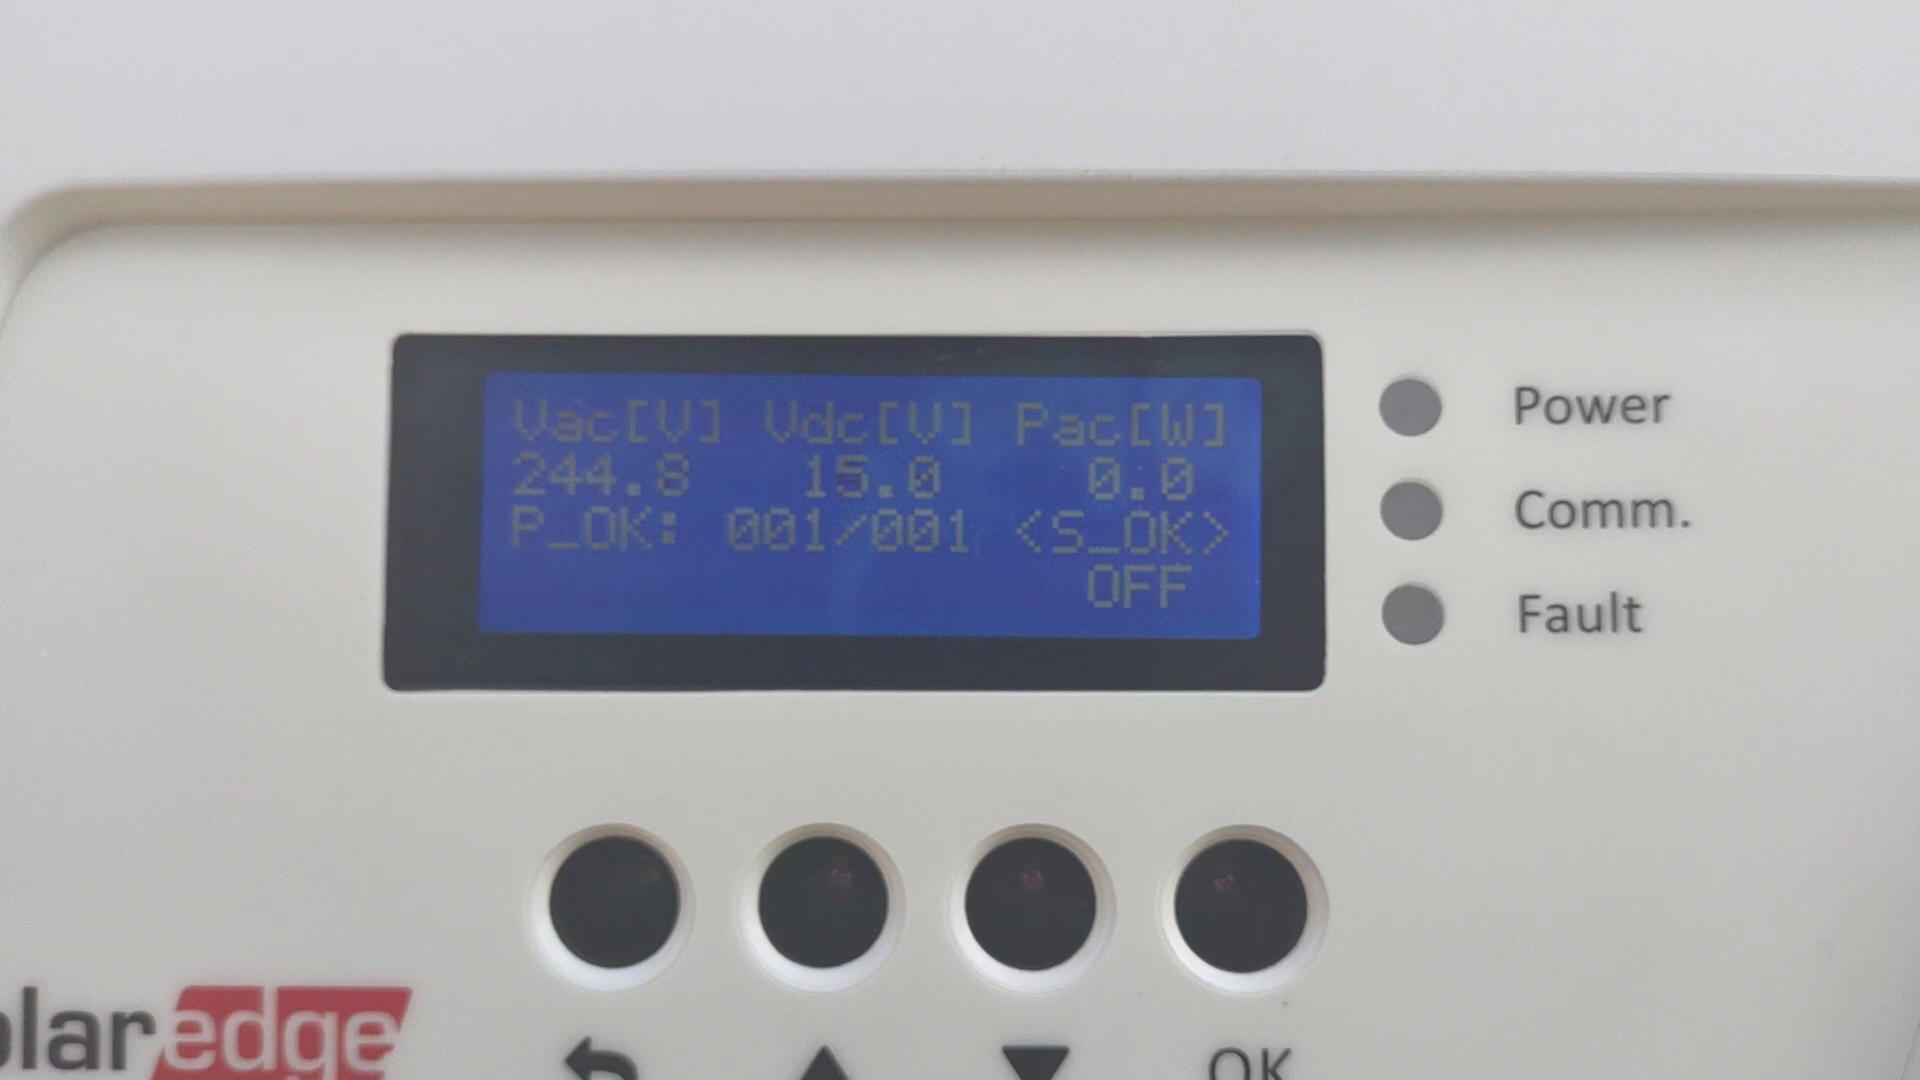 Vac[V] Vdc[V] Pac[W]
244.8 15.0 0.0
P_OK: 001/001 <S_OK>
OFF
Power
Comm.
Fault
olaredge
OK